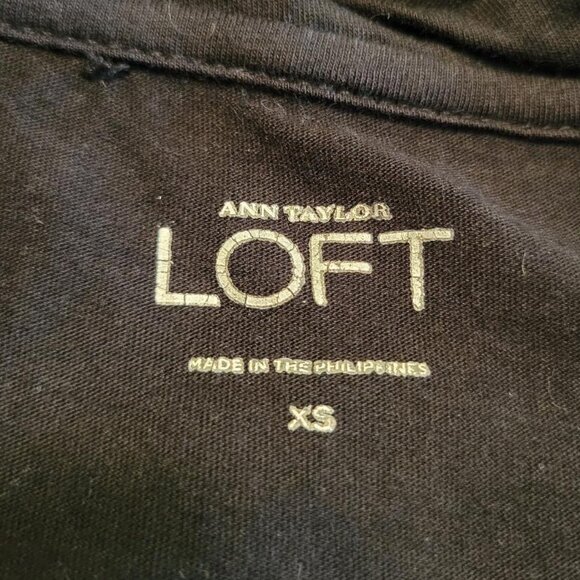 ANN TAYLOR
LOFT
MADE IN THE PHILIPPINES
XS